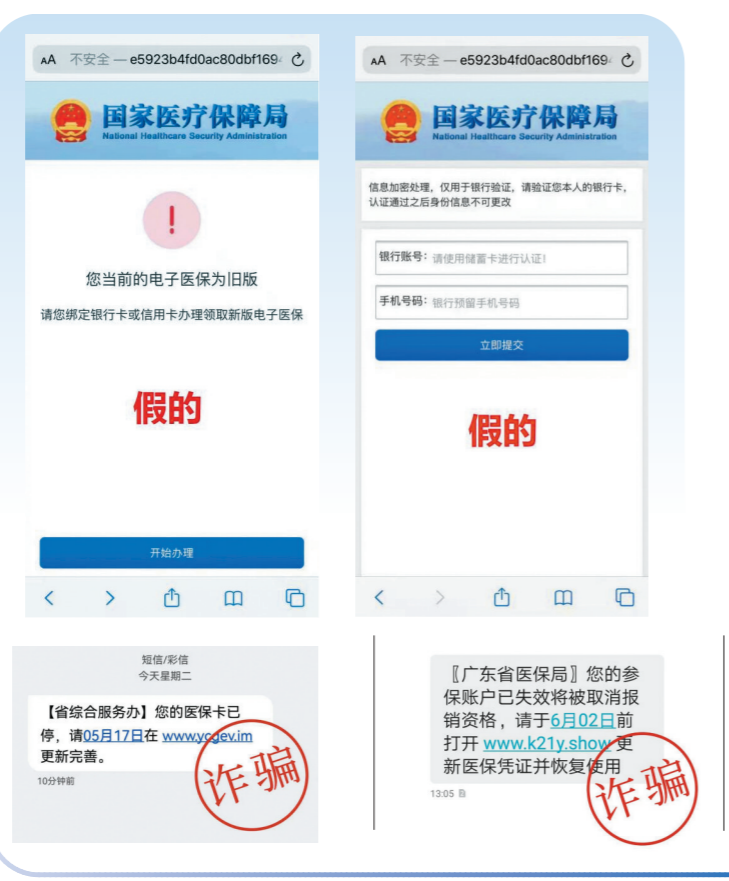 AA 不安全 — e5923b4fd0ac80dbf169
国家医疗保障局
National Healthcare Security Administration
!
您当前的电子医保为旧版
请您绑定银行卡或信用卡办理领取新版电子医保
假的
开始办理
AA 不安全 — e5923b4fd0ac80dbf169
国家医疗保障局
National Healthcare Security Administration
信息加密处理，仅用于银行验证，请验证您本人的银行卡，
认证通过之后身份信息不可更改
银行账号：请使用储蓄卡进行认证！
手机号码：银行预留手机号码
立即提交
假的
短信/彩信
今天星期二
【省综合服务办】您的医保卡已
停，请05月17日在 www.ycgev.im
更新完善。
10分钟前
诈骗
〖广东省医保局〗您的参
保账户已失效将被取消报
销资格，请于6月02日前
打开 www.k21y.show 更
新医保凭证并恢复使用
13:05
诈骗